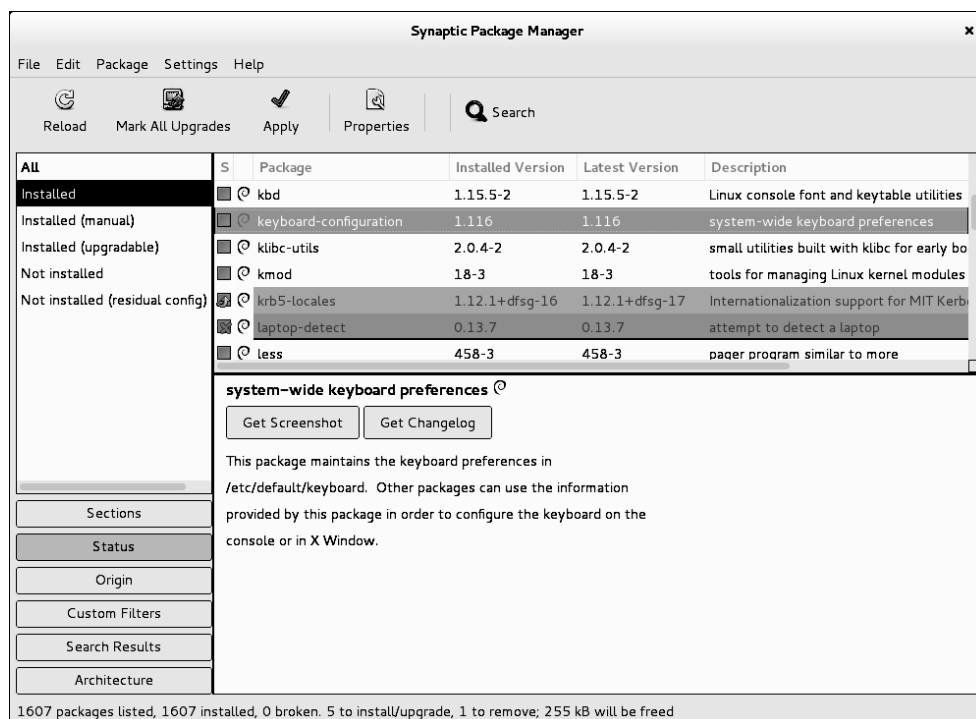 Synaptic Package Manager
File Edit Package Settings Help
Reload Mark All Upgrades Apply Properties Search
All
Installed
Installed (manual)
Installed (upgradable)
Not installed
Not installed (residual config)
S Package Installed Version Latest Version Description
kbd 1.15.5-2 1.15.5-2 Linux console font and keytable utilities
keyboard-configuration 1.116 1.116 system-wide keyboard preferences
klibc-utils 2.0.4-2 2.0.4-2 small utilities built with klibc for early bo
kmod 18-3 18-3 tools for managing Linux kernel modules
krb5-locales 1.12.1+dfsg-16 1.12.1+dfsg-17 Internationalization support for MIT Kerb
laptop-detect 0.13.7 0.13.7 attempt to detect a laptop
less 458-3 458-3 pager program similar to more
system-wide keyboard preferences
Get Screenshot Get Changelog
This package maintains the keyboard preferences in
/etc/default/keyboard. Other packages can use the information
provided by this package in order to configure the keyboard on the
console or in X Window.
Sections
Status
Origin
Custom Filters
Search Results
Architecture
1607 packages listed, 1607 installed, 0 broken. 5 to install/upgrade, 1 to remove; 255 kB will be freed